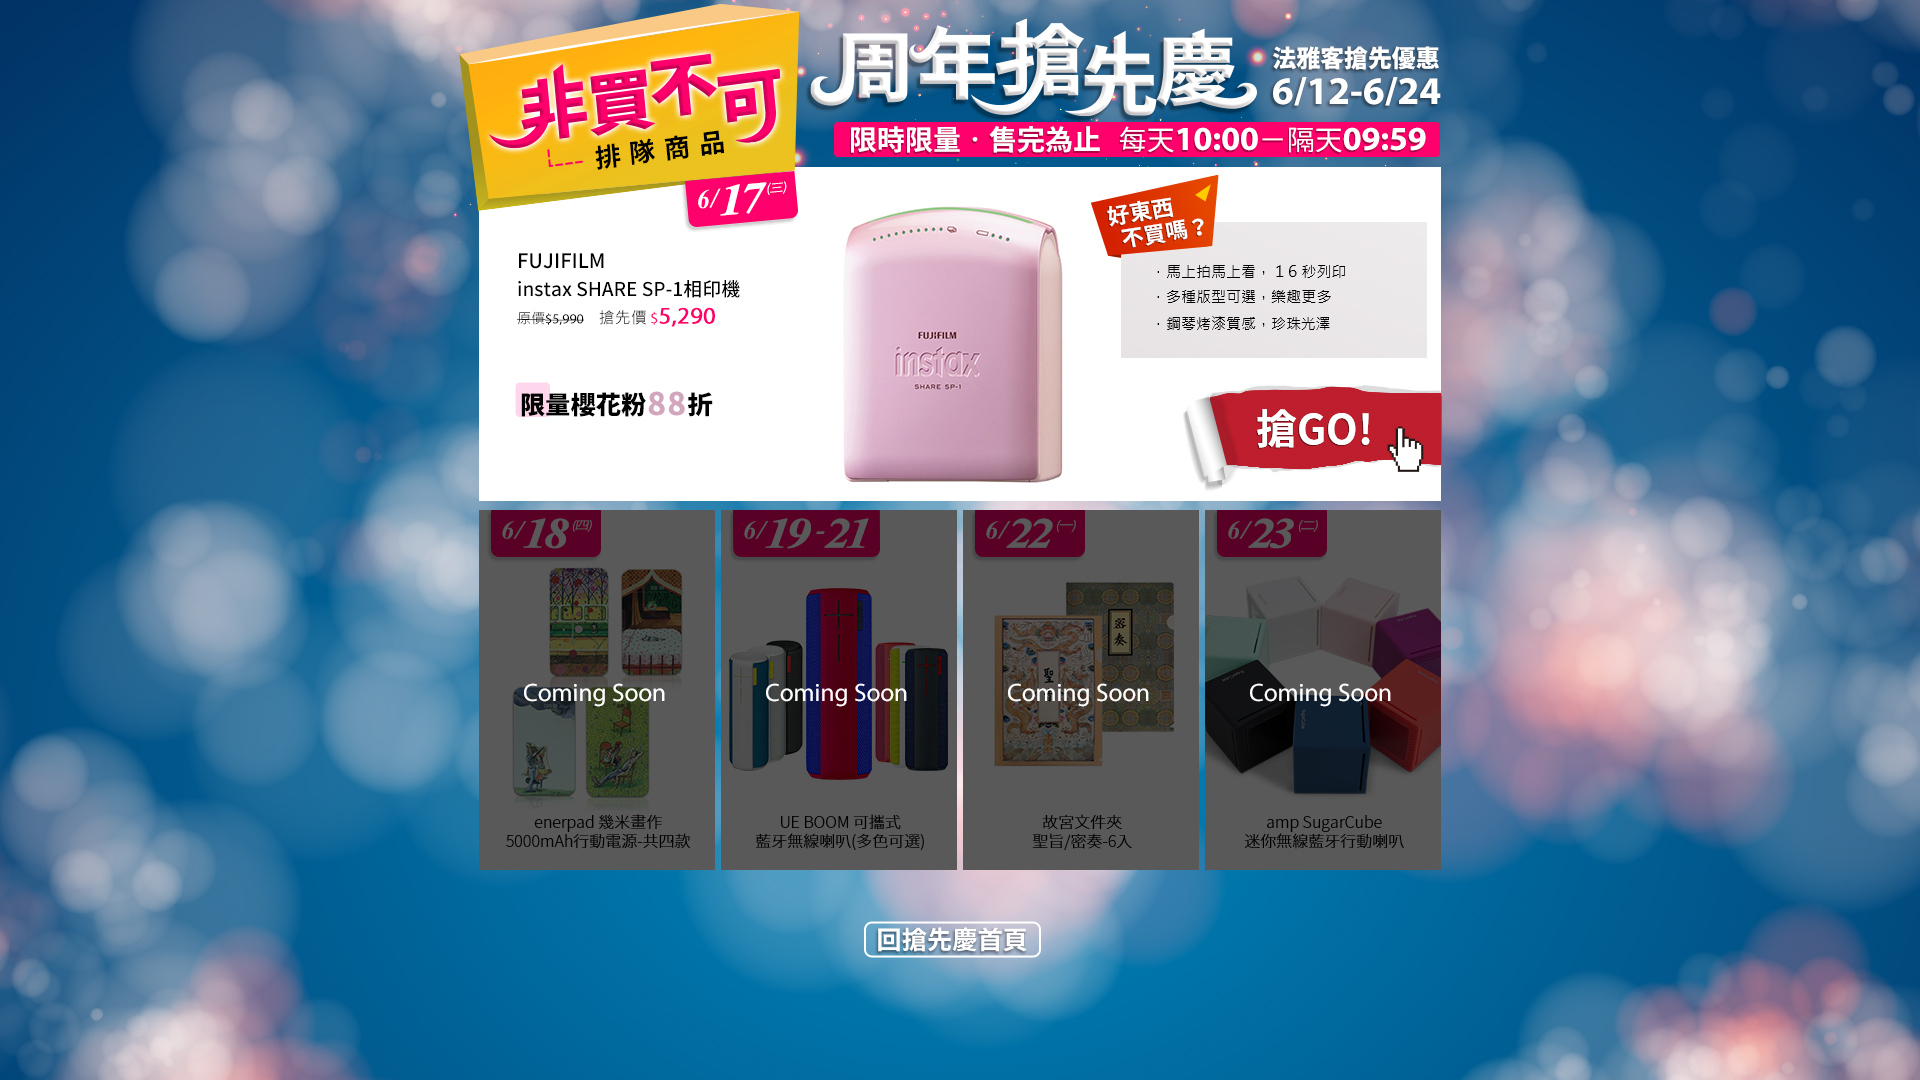 非買不可
排隊商品
周年搶先慶
法雅客搶先優惠
6/12-6/24
限時限量．售完為止 每天10:00－隔天09:59
6/17(三)
FUJIFILM
instax SHARE SP-1相印機
原價$5,990 搶先價$5,290
限量櫻花粉88折
FUJIFILM
instax
SHARE SP-1
好東西
不買嗎？
．馬上拍馬上看，16秒列印
．多種版型可選，樂趣更多
．鋼琴烤漆質感，珍珠光澤
搶GO!
6/18(四)
Coming Soon
enerpad 幾米畫作
5000mAh行動電源-共四款
6/19-21
Coming Soon
UE BOOM 可攜式
藍牙無線喇叭(多色可選)
6/22(一)
密奏
聖
Coming Soon
故宮文件夾
聖旨/密奏-6入
6/23(二)
Coming Soon
amp SugarCube
迷你無線藍牙行動喇叭
回搶先慶首頁